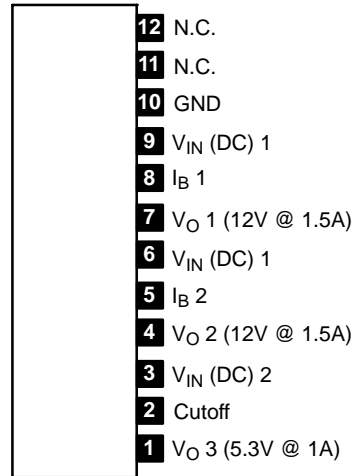 12 N.C.
11 N.C.
10 GND
9 VIN (DC) 1
8 IB 1
7 VO 1 (12V @ 1.5A)
6 VIN (DC) 1
5 IB 2
4 VO 2 (12V @ 1.5A)
3 VIN (DC) 2
2 Cutoff
1 VO 3 (5.3V @ 1A)